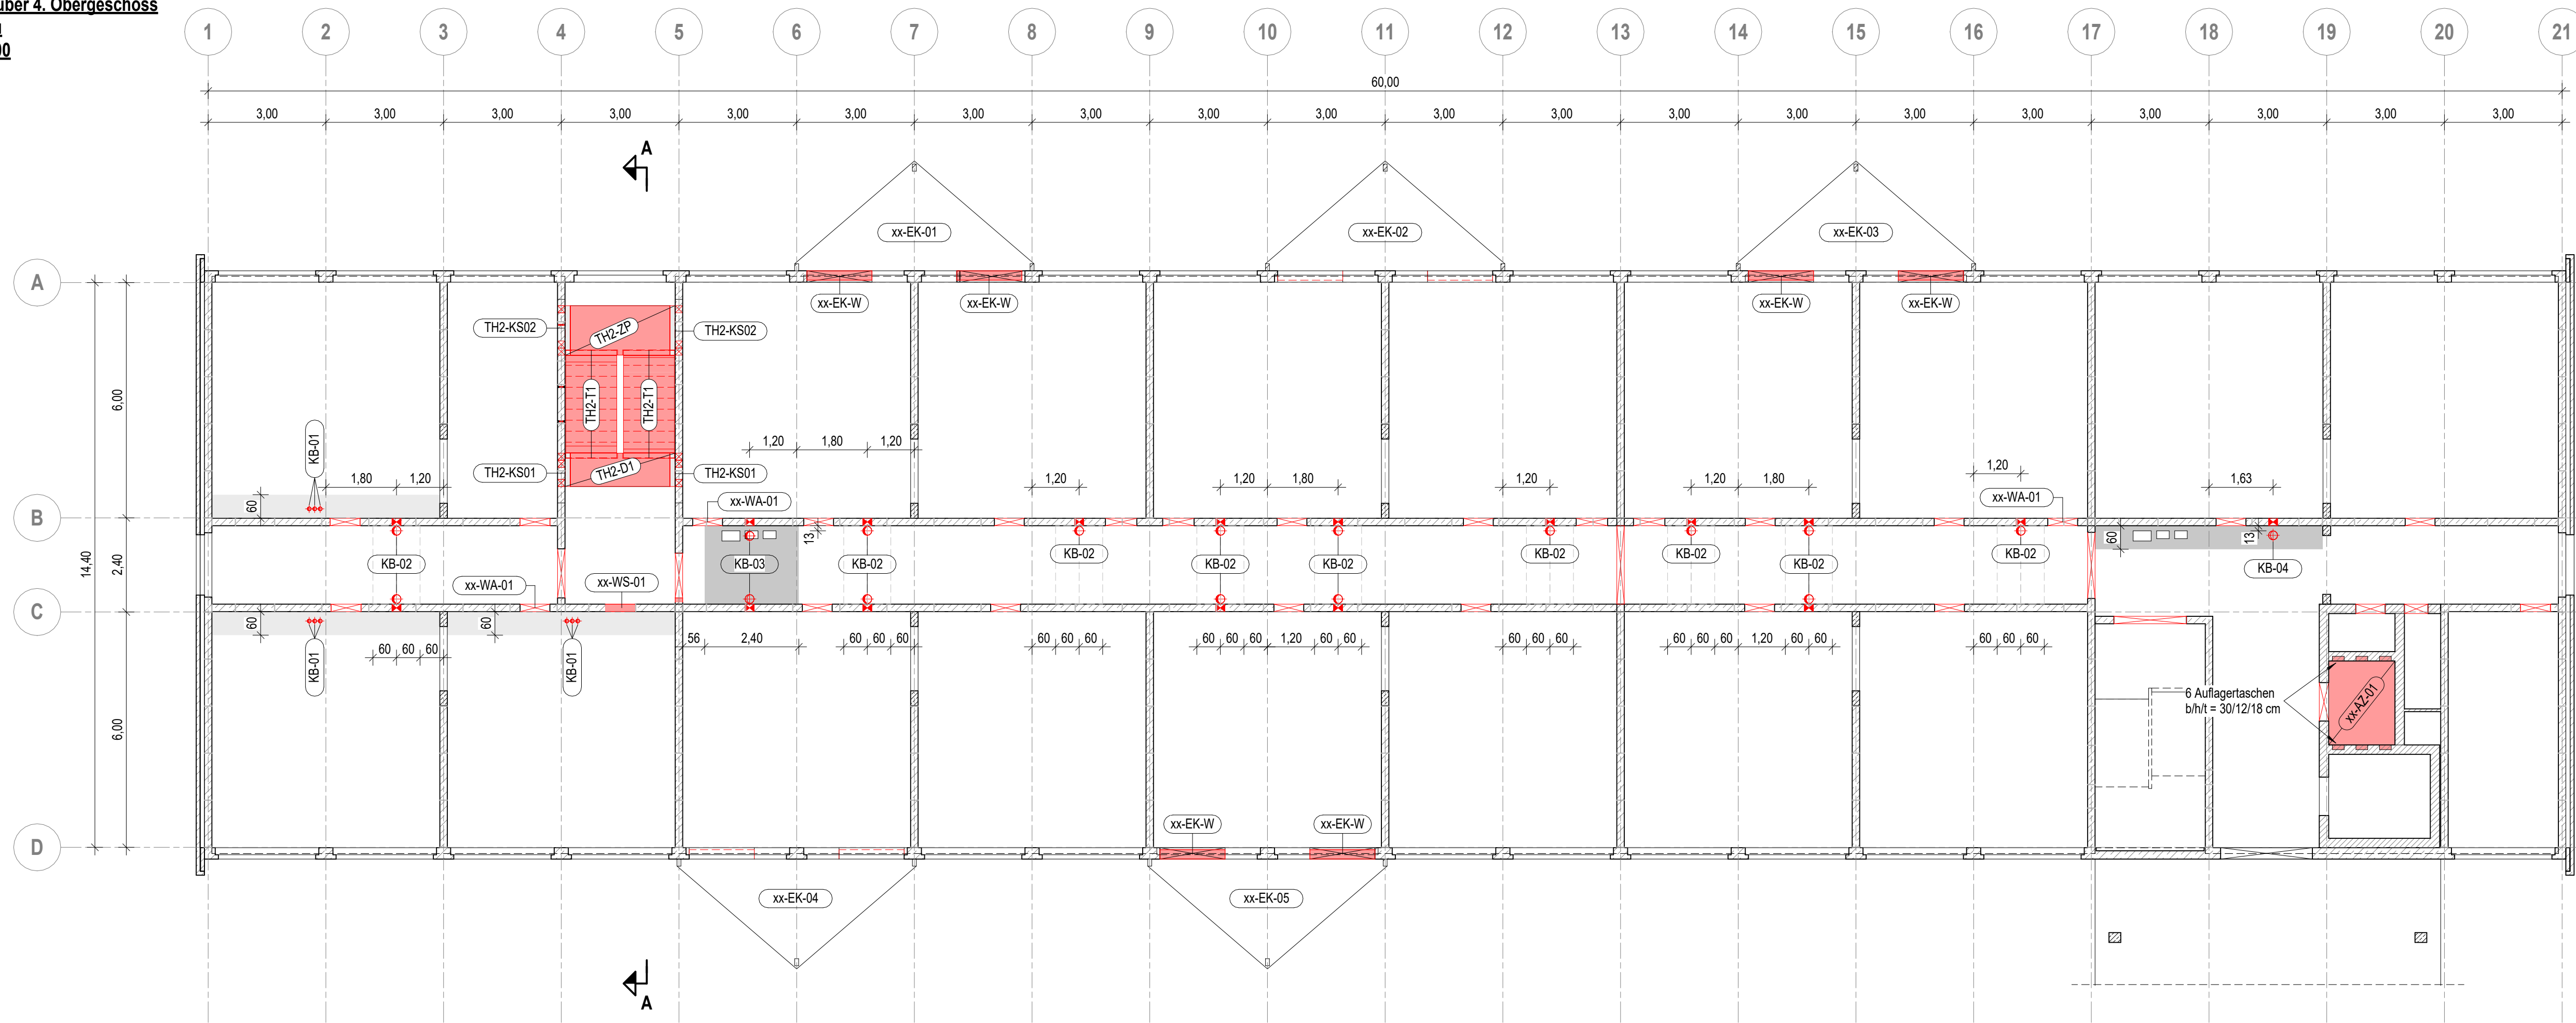 über 4. Obergeschoss
00
1 2 3 4 5 6 7 8 9 10 11 12 13 14 15 16 17 18 19 20 21
60,00
3,00 3,00 3,00 3,00 3,00 3,00 3,00 3,00 3,00 3,00 3,00 3,00 3,00 3,00 3,00 3,00 3,00 3,00 3,00 3,00
A
xx-EK-01 xx-EK-02 xx-EK-03
A
xx-EK-W xx-EK-W xx-EK-W xx-EK-W
TH2-KS02 TH2-ZP TH2-KS02
6,00
TH2-T1 TH2-T1
KB-01
1,20 1,80 1,20
TH2-KS01 TH2-D1 TH2-KS01
1,80 1,20 1,20 1,20 1,80 1,20 1,20 1,80 1,20 1,63
60
xx-WA-01 xx-WA-01
B
13
60
13
14,40
2,40
KB-02 KB-03 KB-02 KB-02 KB-02 KB-02 KB-02 KB-02 KB-02 KB-02 KB-04
xx-WA-01 xx-WS-01
C
60 60
56 2,40 60 60 60 60 60 60 60 60 60 1,20 60 60 60 60 60 60 60 60 1,20 60 60 60 60 60
60 60 60
KB-01 KB-01
6,00
6 Auflagertaschen
b/h/t = 30/12/18 cm
xx-AZ-01
xx-EK-W xx-EK-W
D
xx-EK-04 xx-EK-05
A